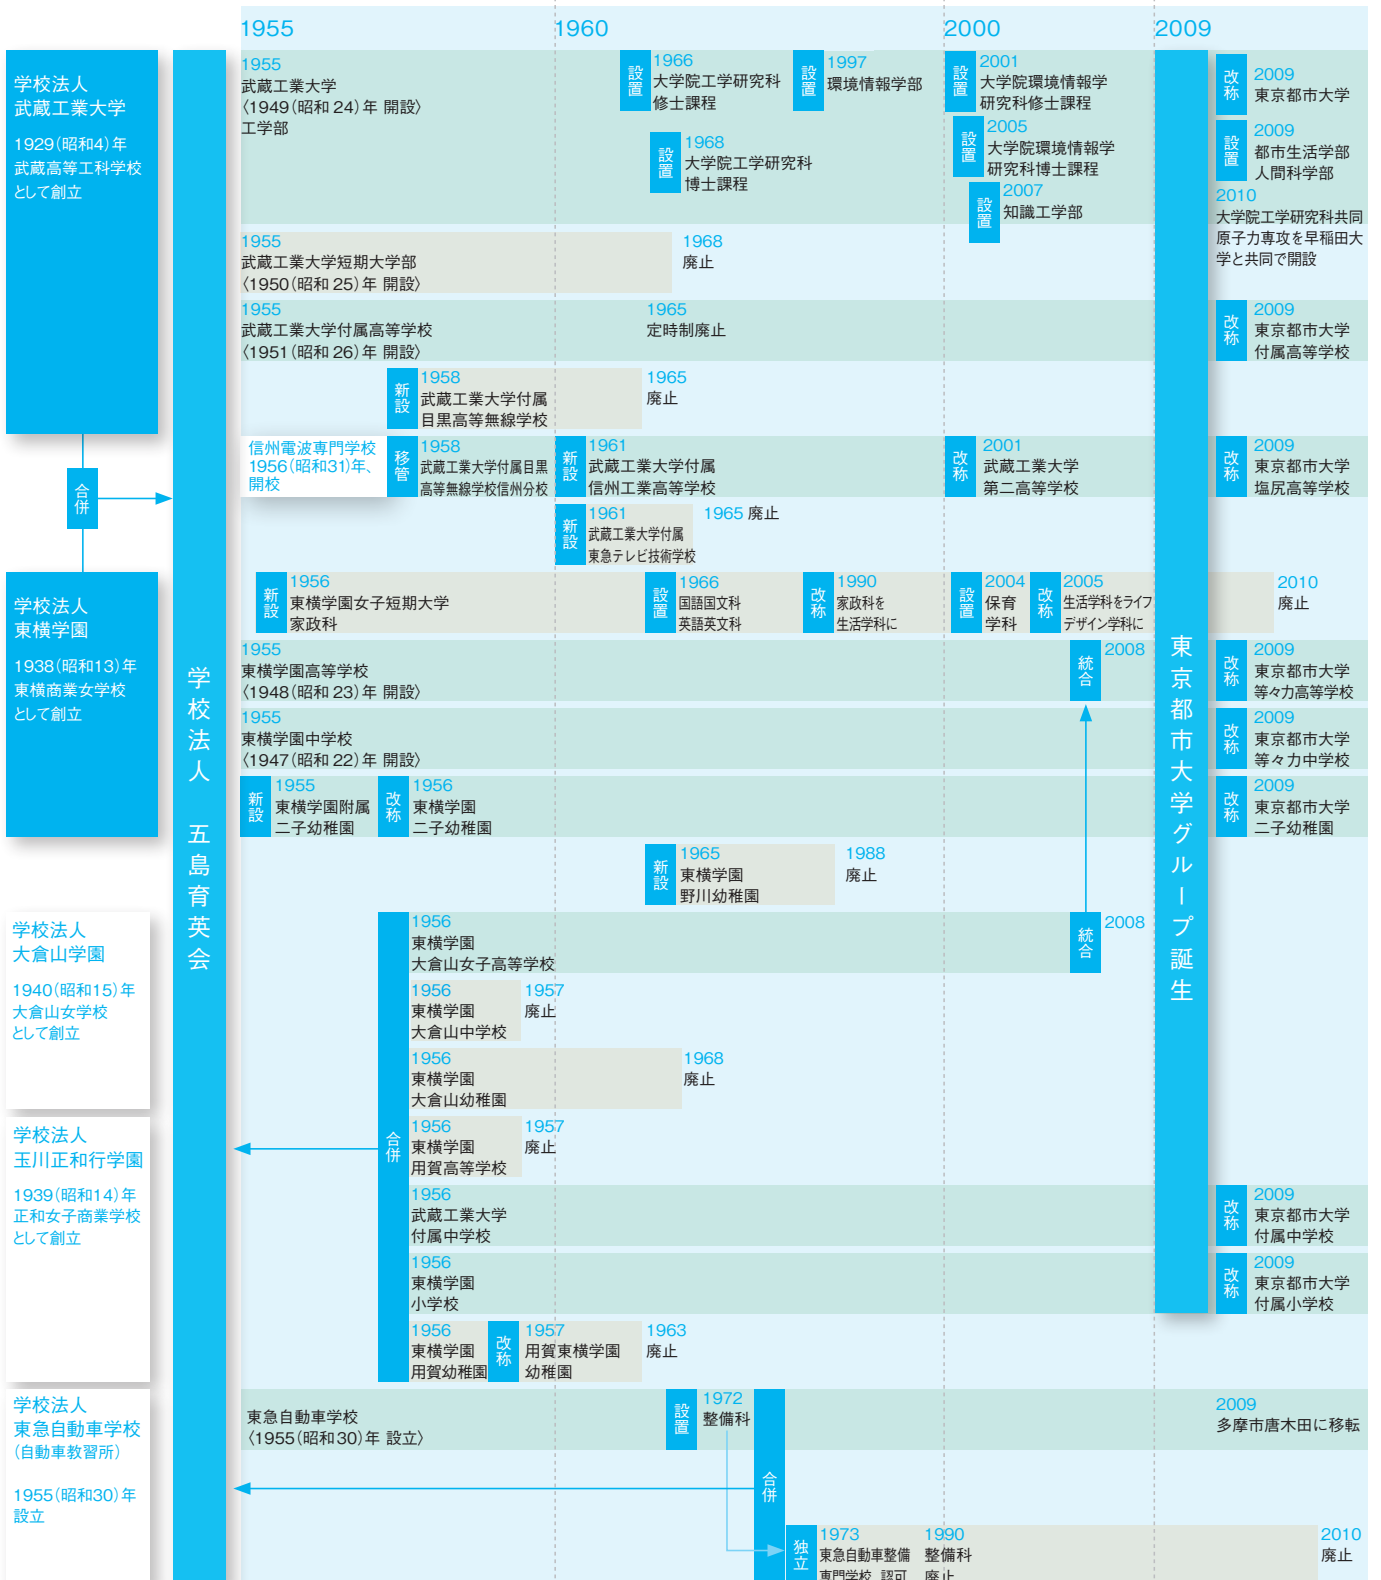 1955
1960
2000
2009
学校法人
武蔵工業大学
1929(昭和4)年
武蔵高等工科学校
として創立
合併
学校法人
東横学園
1938(昭和13)年
東横商業女学校
として創立
学校法人
大倉山学園
1940(昭和15)年
大倉山女学校
として創立
学校法人
玉川正和行学園
1939(昭和14)年
正和女子商業学校
として創立
学校法人
東急自動車学校
(自動車教習所)
1955(昭和30)年
設立
学校法人 五島育英会
1955
武蔵工業大学
〈1949(昭和24)年 開設〉
工学部
設置
1966
大学院工学研究科
修士課程
設置
1968
大学院工学研究科
博士課程
設置
1997
環境情報学部
設置
2001
大学院環境情報学
研究科修士課程
設置
2005
大学院環境情報学
研究科博士課程
設置
2007
知識工学部
改称
2009
東京都市大学
設置
2009
都市生活学部
人間科学部
2010
大学院工学研究科共同
原子力専攻を早稲田大
学と共同で開設
1955
武蔵工業大学短期大学部
〈1950(昭和25)年 開設〉
1968
廃止
1955
武蔵工業大学付属高等学校
〈1951(昭和26)年 開設〉
1965
定時制廃止
改称
2009
東京都市大学
付属高等学校
新設
1958
武蔵工業大学付属
目黒高等無線学校
1965
廃止
信州電波専門学校
1956(昭和31)年、
開校
移管
1958
武蔵工業大学付属目黒
高等無線学校信州分校
新設
1961
武蔵工業大学付属
信州工業高等学校
改称
2001
武蔵工業大学
第二高等学校
改称
2009
東京都市大学
塩尻高等学校
新設
1961
武蔵工業大学付属
東急テレビ技術学校
1965 廃止
新設
1956
東横学園女子短期大学
家政科
設置
1966
国語国文科
英語英文科
改称
1990
家政科を
生活学科に
設置
2004
保育
学科
改称
2005
生活学科をライフ
デザイン学科に
2010
廃止
1955
東横学園高等学校
〈1948(昭和23)年 開設〉
統合
2008
改称
2009
東京都市大学
等々力高等学校
1955
東横学園中学校
〈1947(昭和22)年 開設〉
改称
2009
東京都市大学
等々力中学校
新設
1955
東横学園附属
二子幼稚園
改称
1956
東横学園
二子幼稚園
改称
2009
東京都市大学
二子幼稚園
新設
1965
東横学園
野川幼稚園
1988
廃止
東京都市大学グループ誕生
合併
1956
東横学園
大倉山女子高等学校
統合
2008
1956
東横学園
大倉山中学校
1957
廃止
1956
東横学園
大倉山幼稚園
1968
廃止
1956
東横学園
用賀高等学校
1957
廃止
1956
武蔵工業大学
付属中学校
改称
2009
東京都市大学
付属中学校
1956
東横学園
小学校
改称
2009
東京都市大学
付属小学校
1956
東横学園
用賀幼稚園
改称
1957
用賀東横学園
幼稚園
1963
廃止
東急自動車学校
〈1955(昭和30)年 設立〉
設置
1972
整備科
合併
2009
多摩市唐木田に移転
独立
1973
東急自動車整備
専門学校 認可
1990
整備科
廃止
2010
廃止